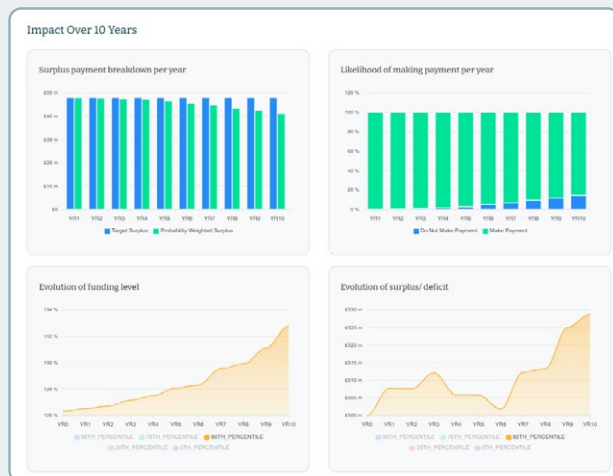 Impact Over 10 Years
Surplus payment breakdown per year
£50 m
£40 m
£30 m
£20 m
£10 m
£0
YR1 YR2 YR3 YR4 YR5 YR6 YR7 YR8 YR9 YR10
Target Surplus Probability Weighted Surplus
Likelihood of making payment per year
120 %
100 %
80 %
60 %
40 %
20 %
0 %
YR1 YR2 YR3 YR4 YR5 YR6 YR7 YR8 YR9 YR10
Do Not Make Payment Make Payment
Evolution of funding level
YR0 YR1 YR2 YR3 YR4 YR5 YR6 YR7 YR8 YR9 YR10
95TH_PERCENTILE 75TH_PERCENTILE 50TH_PERCENTILE
25TH_PERCENTILE 5TH_PERCENTILE
Evolution of surplus/ deficit
YR0 YR1 YR2 YR3 YR4 YR5 YR6 YR7 YR8 YR9 YR10
95TH_PERCENTILE 75TH_PERCENTILE 50TH_PERCENTILE
25TH_PERCENTILE 5TH_PERCENTILE